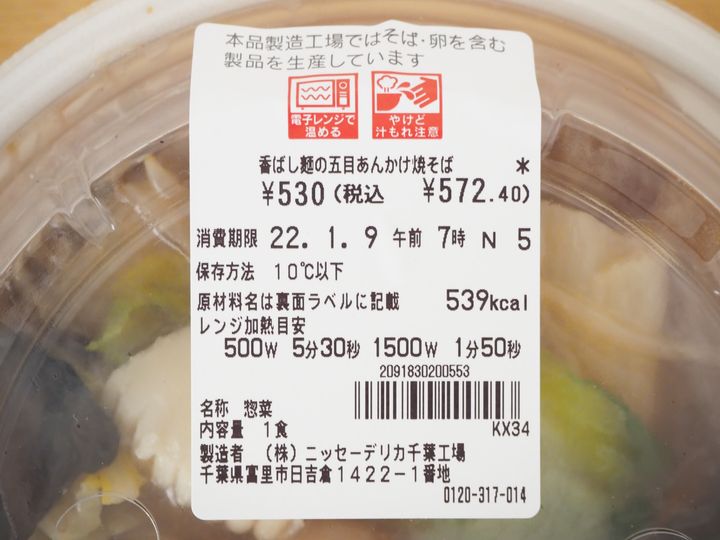 本品製造工場ではそば・卵を含む
製品を生産しています
電子レンジで
温める
やけど
汁もれ注意
香ばし麺の五目あんかけ焼そば *
¥530(税込 ¥572.40)
消費期限 22. 1. 9 午前 7時 N 5
保存方法 10℃以下
原材料名は裏面ラベルに記載 539kcal
レンジ加熱目安
500W 5分30秒 1500W 1分50秒
2091830200553
名称 惣菜
内容量 1食 KX34
製造者 (株)ニッセーデリカ千葉工場
千葉県富里市日吉倉1422-1番地
0120-317-014